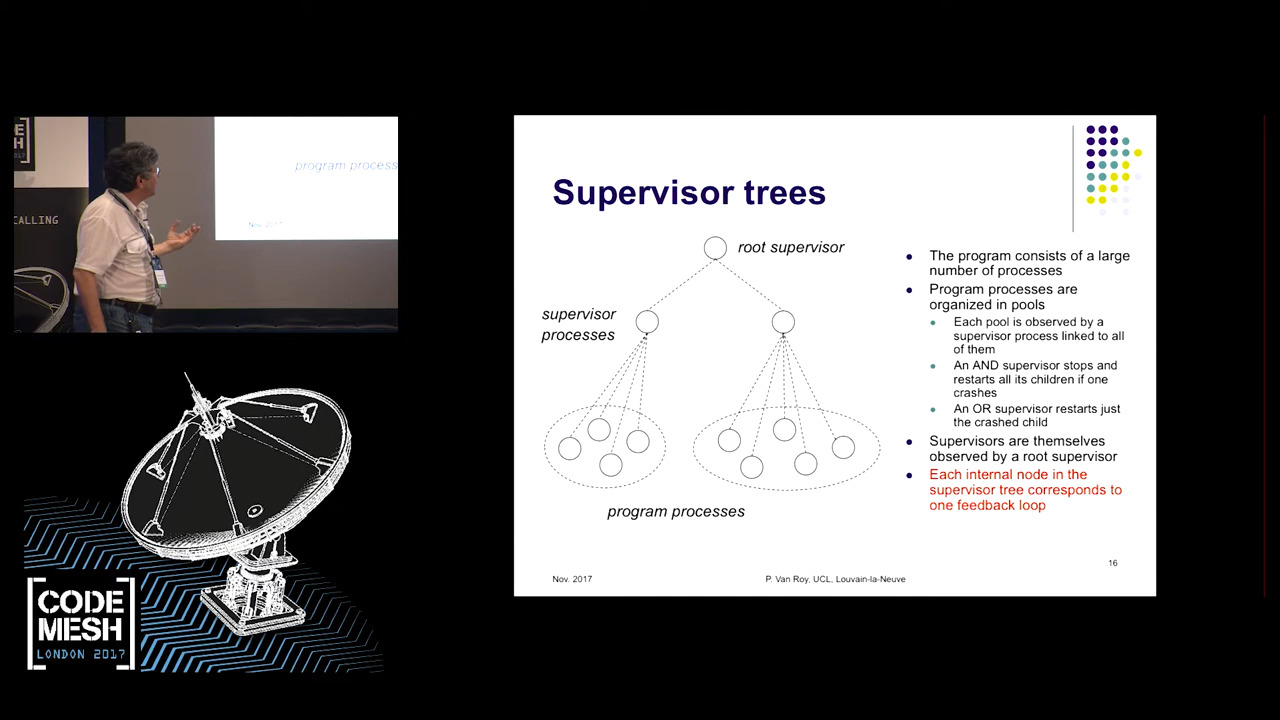 CALLING
program process
Nov. 2017
CODE
MESH
LONDON 2017
Supervisor trees
root supervisor
supervisor
processes
program processes
● The program consists of a large
number of processes
● Program processes are
organized in pools
● Each pool is observed by a
supervisor process linked to all
of them
● An AND supervisor stops and
restarts all its children if one
crashes
● An OR supervisor restarts just
the crashed child
● Supervisors are themselves
observed by a root supervisor
● Each internal node in the
supervisor tree corresponds to
one feedback loop
16
Nov. 2017
P. Van Roy, UCL, Louvain-la-Neuve